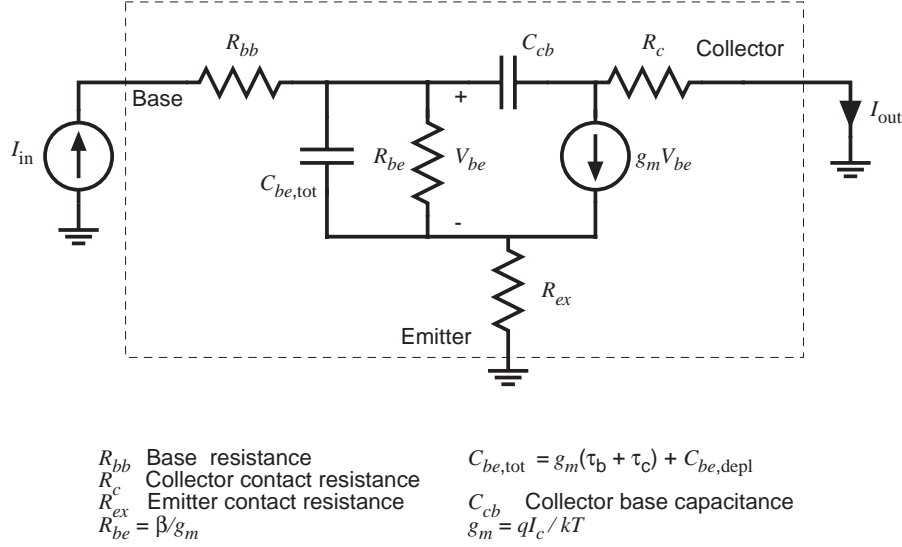 R_bb
C_cb
R_c
Collector
Base
+
I_in
I_out
C_be,tot
R_be
V_be
g_m V_be
-
R_ex
Emitter
R_bb Base resistance
R_c Collector contact resistance
R_ex Emitter contact resistance
R_be = β/g_m
C_be,tot = g_m(τ_b + τ_c) + C_be,depl
C_cb Collector base capacitance
g_m = qI_c / kT